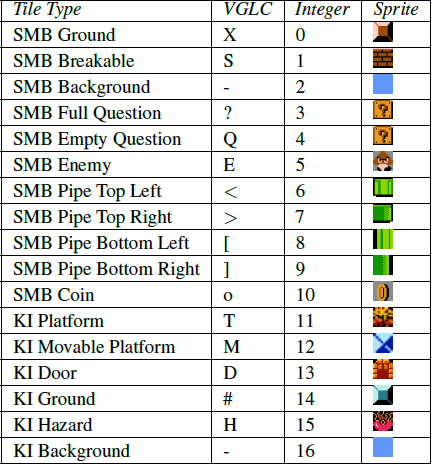 Tile Type VGLC Integer Sprite
SMB Ground X 0
SMB Breakable S 1
SMB Background - 2
SMB Full Question ? 3
SMB Empty Question Q 4
SMB Enemy E 5
SMB Pipe Top Left < 6
SMB Pipe Top Right > 7
SMB Pipe Bottom Left [ 8
SMB Pipe Bottom Right ] 9
SMB Coin o 10
KI Platform T 11
KI Movable Platform M 12
KI Door D 13
KI Ground # 14
KI Hazard H 15
KI Background - 16